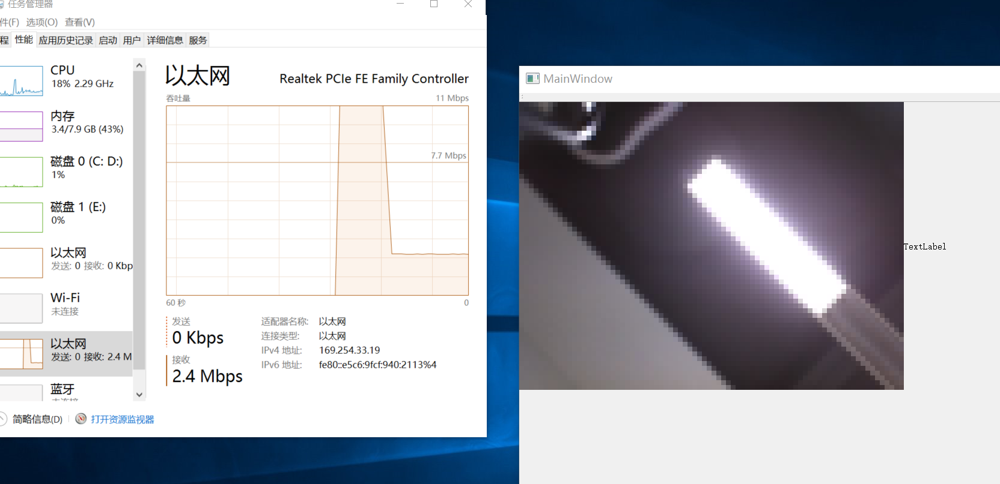 任务管理器
件(F) 选项(O) 查看(V)
程 性能 应用历史记录 启动 用户 详细信息 服务
CPU
18% 2.29 GHz
内存
3.4/7.9 GB (43%)
磁盘 0 (C: D:)
1%
磁盘 1 (E:)
0%
以太网
发送: 0 接收: 0 Kbp
Wi-Fi
未连接
以太网
发送: 0 接收: 2.4 M
蓝牙
未连接
以太网
Realtek PCIe FE Family Controller
吞吐量
11 Mbps
7.7 Mbps
60 秒
0
发送
0 Kbps
接收
2.4 Mbps
适配器名称: 以太网
连接类型: 以太网
IPv4 地址: 169.254.33.19
IPv6 地址: fe80::e5c6:9fcf:940:2113%4
简略信息(D)
打开资源监视器
MainWindow
TextLabel